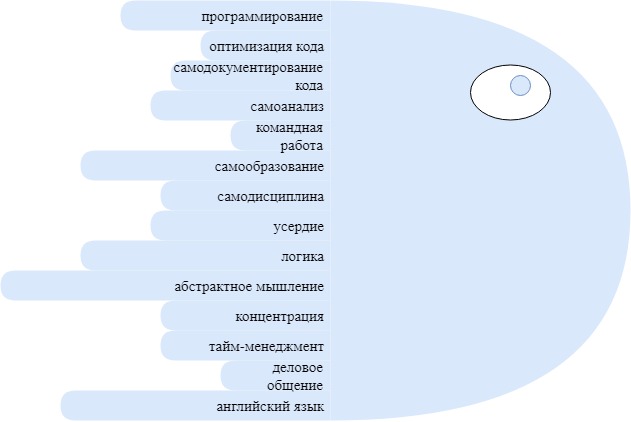 программирование
оптимизация кода
самодокументирование
кода
самоанализ
командная
работа
самообразование
самодисциплина
усердие
логика
абстрактное мышление
концентрация
тайм-менеджмент
деловое
общение
английский язык